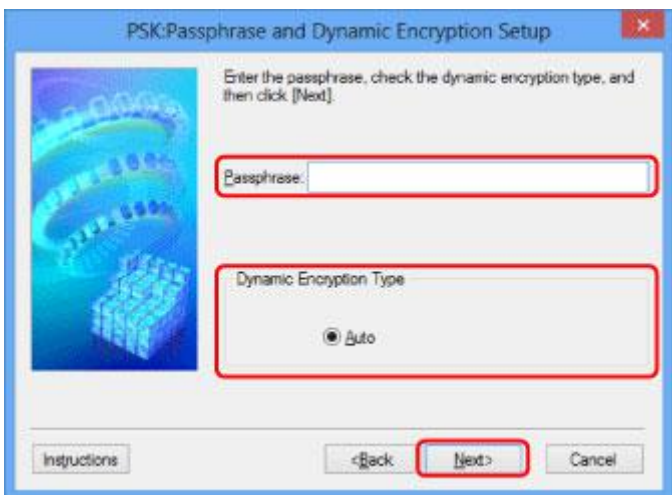 PSK:Passphrase and Dynamic Encryption Setup
Enter the passphrase, check the dynamic encryption type, and
then click [Next].
Passphrase:
Dynamic Encryption Type
Auto
Instructions
<Back
Next>
Cancel